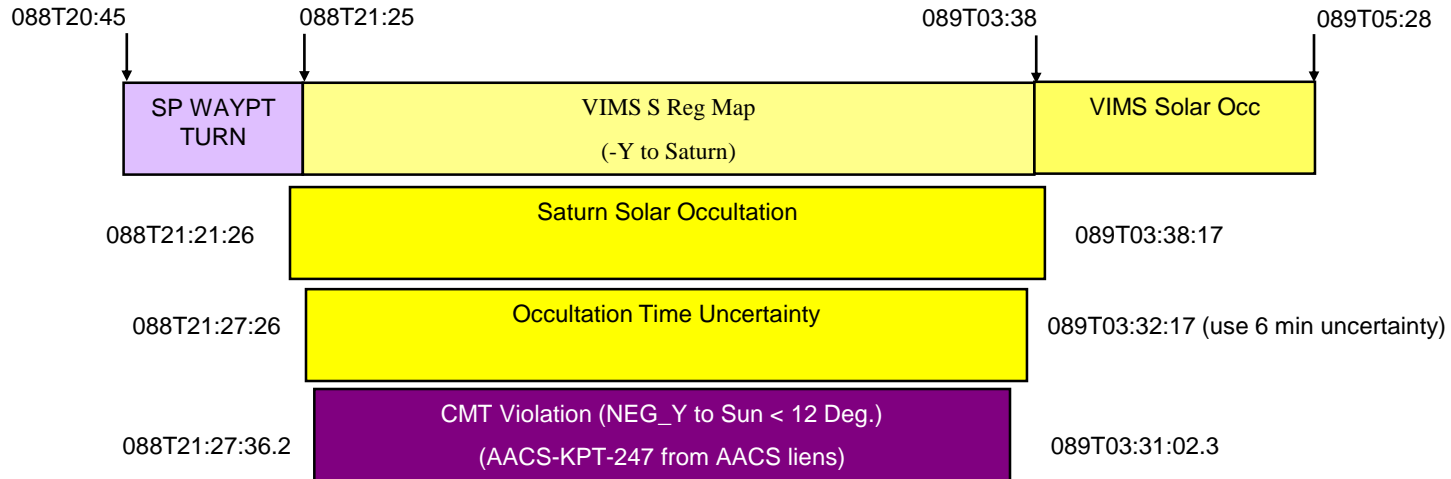 088T20:45
088T21:25
089T03:38
089T05:28
SP WAYPT
TURN
VIMS S Reg Map
(-Y to Saturn)
VIMS Solar Occ
Saturn Solar Occultation
088T21:21:26
089T03:38:17
Occultation Time Uncertainty
088T21:27:26
089T03:32:17 (use 6 min uncertainty)
CMT Violation (NEG_Y to Sun < 12 Deg.)
(AACS-KPT-247 from AACS liens)
088T21:27:36.2
089T03:31:02.3